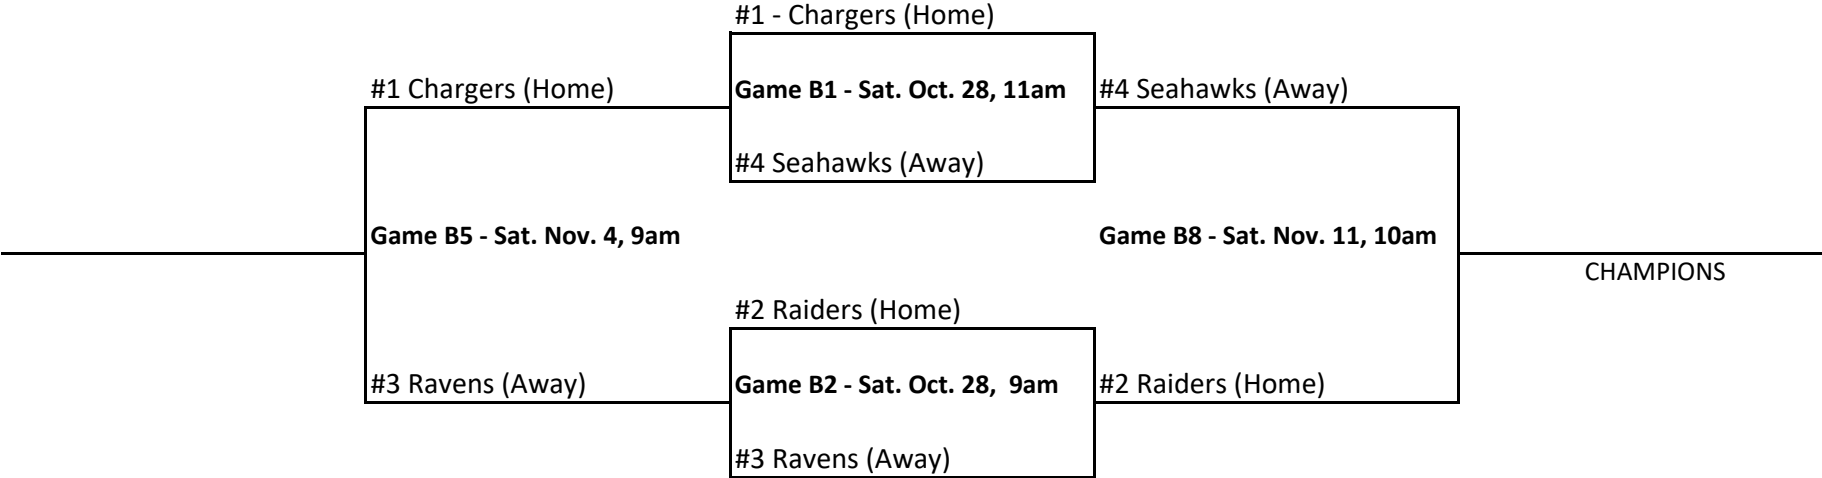 #1 - Chargers (Home)
#1 Chargers (Home)
Game B1 - Sat. Oct. 28, 11am
#4 Seahawks (Away)
#4 Seahawks (Away)
Game B5 - Sat. Nov. 4, 9am
Game B8 - Sat. Nov. 11, 10am
CHAMPIONS
#2 Raiders (Home)
#3 Ravens (Away)
Game B2 - Sat. Oct. 28,  9am
#2 Raiders (Home)
#3 Ravens (Away)